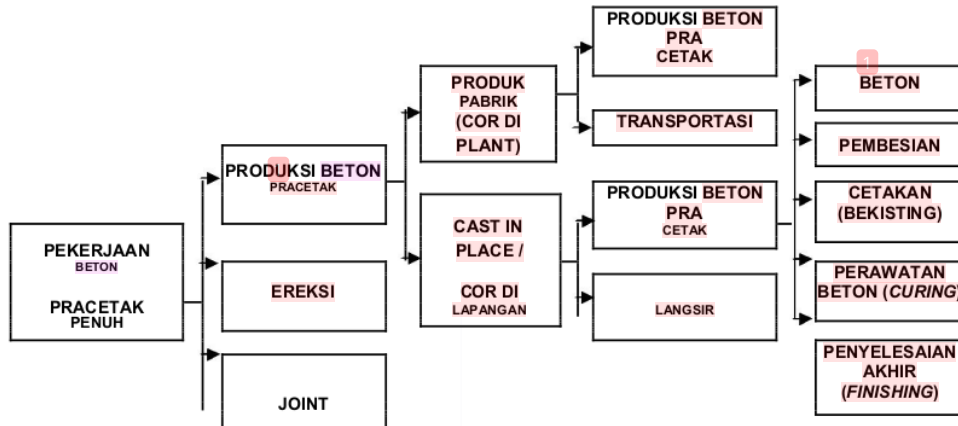 PEKERJAAN
BETON
PRACETAK
PENUH
PRODUKSI BETON
PRACETAK
EREKSI
JOINT
PRODUK
PABRIK
(COR DI
PLANT)
CAST IN
PLACE /
COR DI
LAPANGAN
PRODUKSI BETON
PRA
CETAK
TRANSPORTASI
PRODUKSI BETON
PRA
CETAK
LANGSIR
1
BETON
PEMBESIAN
CETAKAN
(BEKISTING)
PERAWATAN
BETON (CURING)
PENYELESAIAN
AKHIR
(FINISHING)